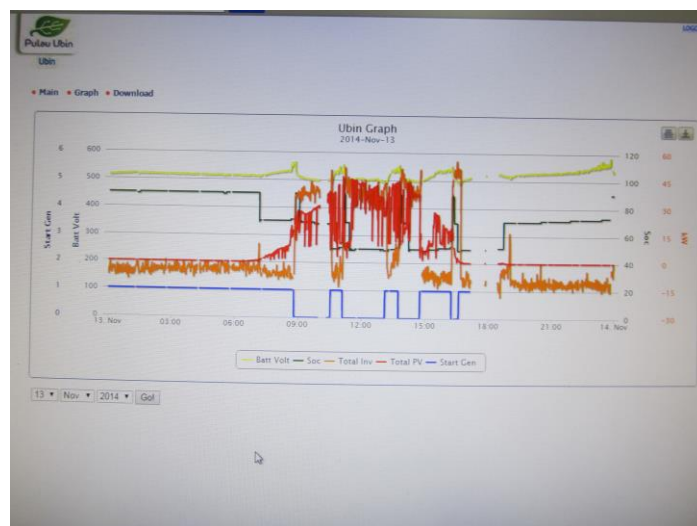 Pulau Ubin
LOGO
Ubin
Main
Graph
Download
Ubin Graph
2014-Nov-13
6
5
4
3
2
1
0
Start Gen
600
500
400
300
200
100
0
Batt Volt
120
100
80
60
40
20
0
Soc
60
45
30
15
0
-15
-30
kW
13. Nov
03:00
06:00
09:00
12:00
15:00
18:00
21:00
14. Nov
Batt Volt
Soc
Total Inv
Total PV
Start Gen
13
Nov
2014
Go!